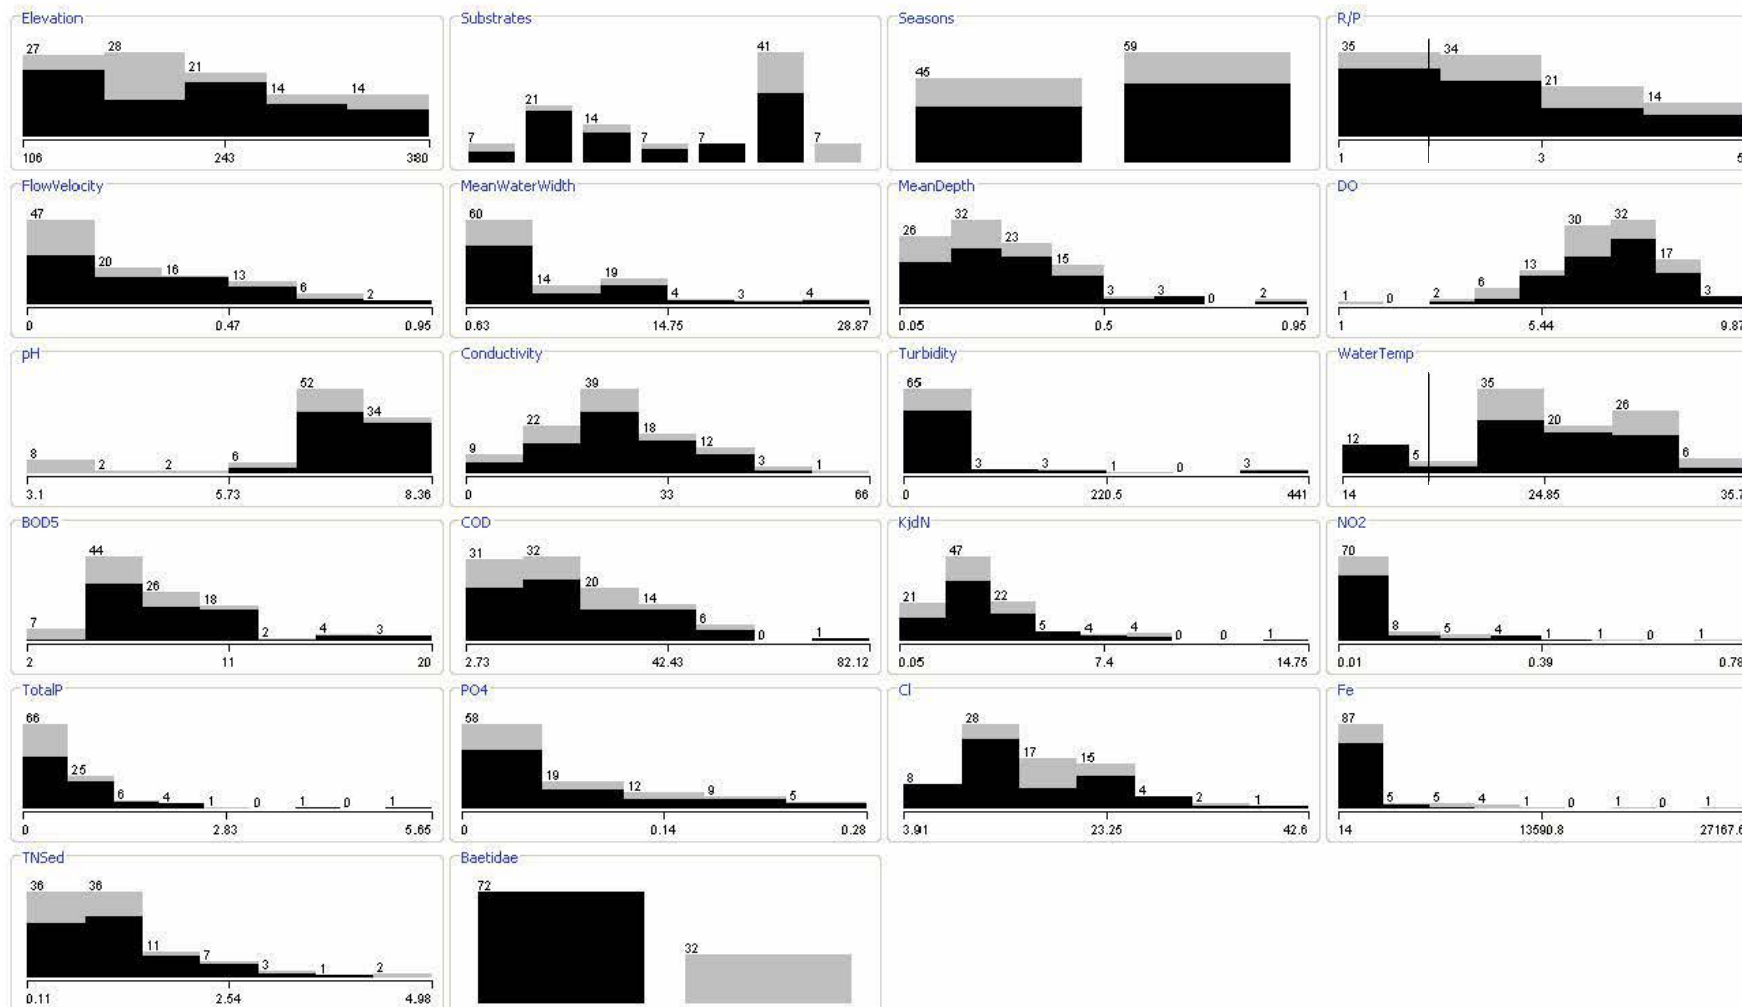 Elevation
27 28 21 14 14
106 243 380
Substrates
7 21 14 7 7 41 7
Seasons
45 59
R/P
35 34 21 14
1 3 5
FlowVelocity
47 20 16 13 6 2
0 0.47 0.95
MeanWaterWidth
60 14 19 4 3 4
0.63 14.75 28.87
MeanDepth
26 32 23 15 3 3 0 2
0.05 0.5 0.95
DO
1 0 2 6 13 30 32 17 3
1 5.44 9.87
pH
8 2 2 6 52 34
3.1 5.73 8.36
Conductivity
9 22 39 18 12 3 1
0 33 66
Turbidity
65 3 3 1 0 3
0 220.5 441
WaterTemp
12 5 35 20 26 6
14 24.85 35.7
BOD5
7 44 26 18 2 4 3
2 11 20
COD
31 32 20 14 6 0 1
2.73 42.43 82.12
KjdN
21 47 22 5 4 4 0 0 1
0.05 7.4 14.75
NO2
70 8 5 4 1 1 0 1
0.01 0.39 0.78
TotalP
66 25 6 4 1 0 1 0 1
0 2.83 5.65
PO4
58 19 12 9 5
0 0.14 0.28
Cl
8 28 17 15 4 2 1
3.91 23.25 42.6
Fe
87 5 5 4 1 0 1 0 1
14 13590.8 27167.6
TNSed
36 36 11 7 3 1 2
0.11 2.54 4.98
Baetidae
72 32